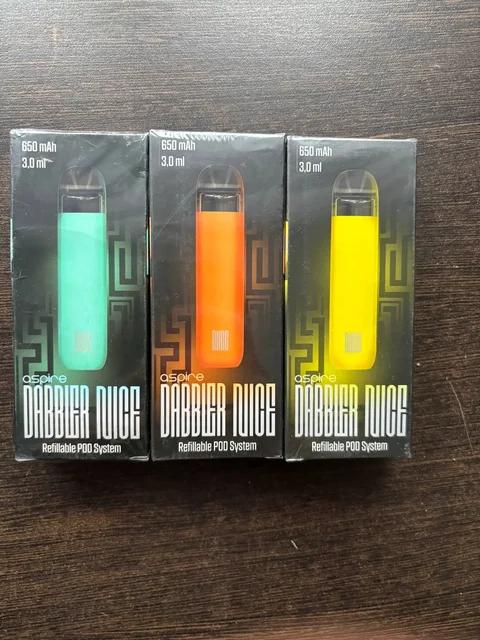 650 mAh
3,0 ml
aspire
DABBLER NUCE
Refillable POD System
650 mAh
3,0 ml
aspire
DABBLER NUCE
Refillable POD System
650 mAh
3,0 ml
aspire
DABBLER NUCE
Refillable POD System